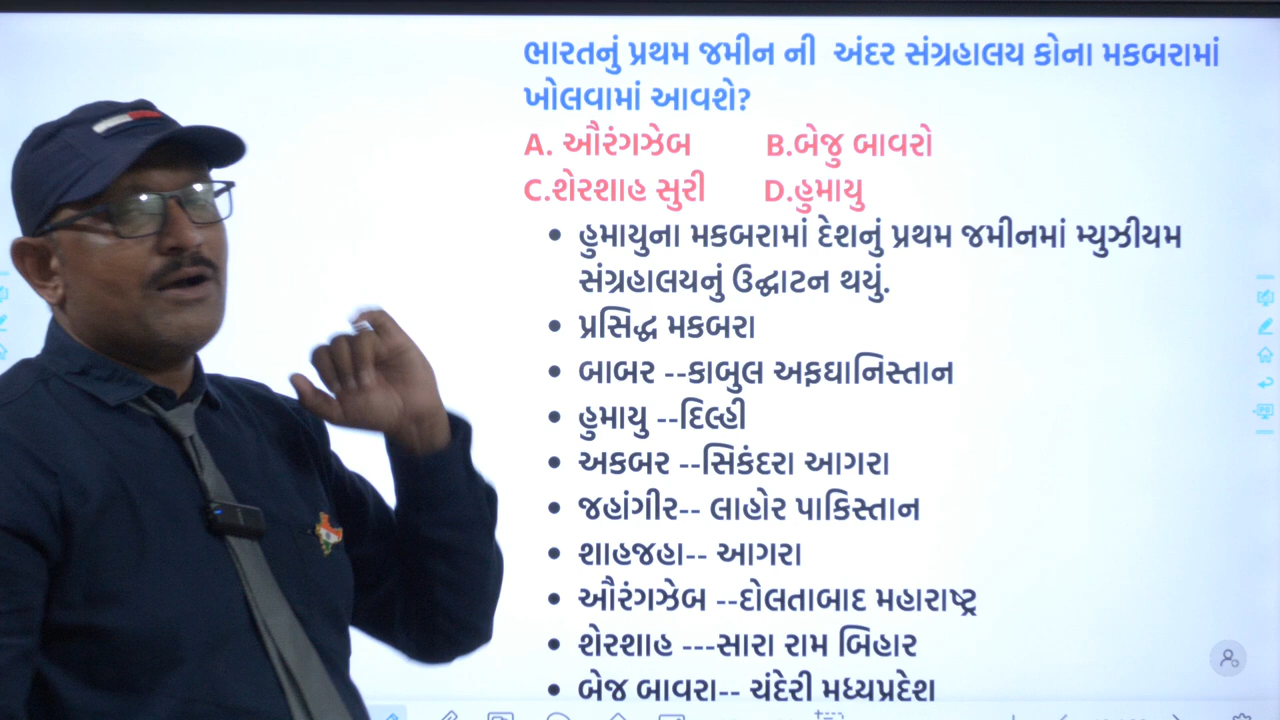 ભારતનું પ્રથમ જમીન ની અંદર સંગ્રહાલય કોના મકબરામાં
ખોલવામાં આવશે?
A. ઔરંગઝેબ B.બેજુ બાવરો
C.શેરશાહ સુરી D.હુમાયુ
• હુમાયુના મકબરામાં દેશનું પ્રથમ જમીનમાં મ્યુઝીયમ
સંગ્રહાલયનું ઉદ્ઘાટન થયું.
• પ્રસિદ્ધ મકબરા
• બાબર --કાબુલ અફઘાનિસ્તાન
• હુમાયુ --દિલ્હી
• અકબર --સિકંદરા આગરા
• જહાંગીર-- લાહોર પાકિસ્તાન
• શાહજહા-- આગરા
• ઔરંગઝેબ --દોલતાબાદ મહારાષ્ટ્ર
• શેરશાહ ---સારા રામ બિહાર
• બેજ બાવરા-- ચંદેરી મધ્યપ્રદેશ